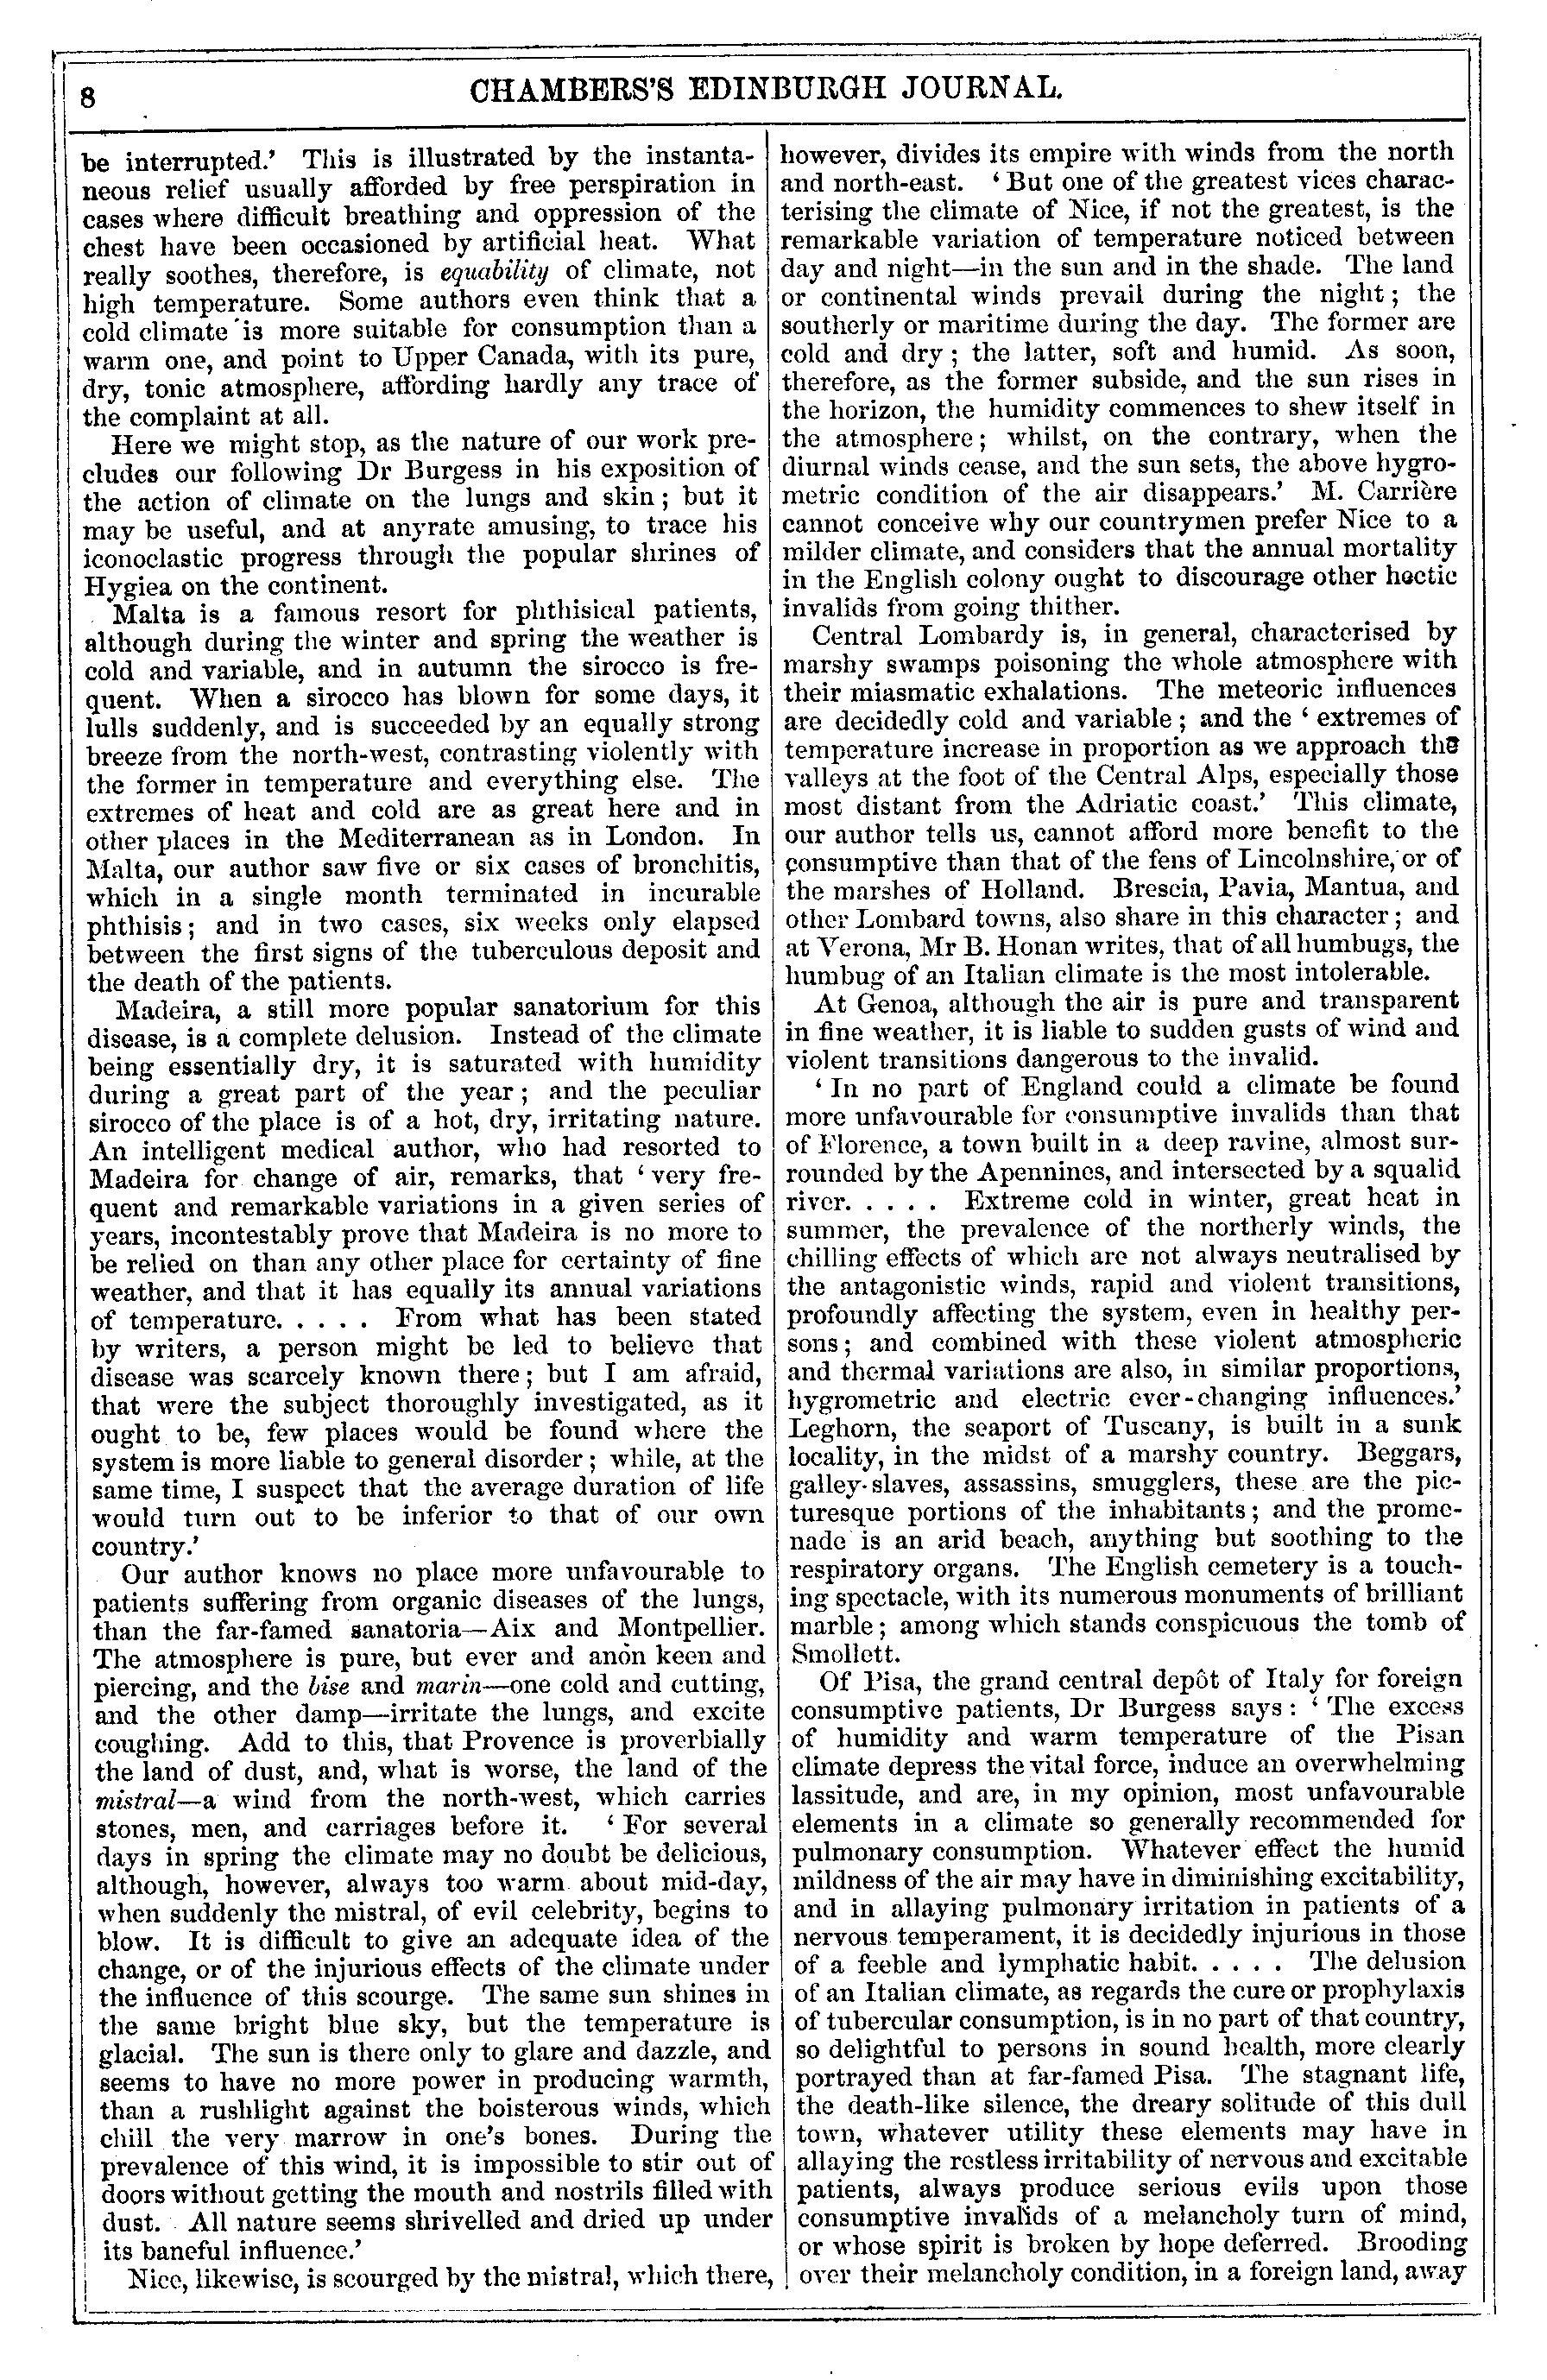 8
CHAMBERS'S EDINBURGH JOURNAL.
be interrupted.' This is illustrated by the instanta-
neous relief usually afforded by free perspiration in
cases where difficult breathing and oppression of the
chest have been occasioned by artificial heat. What
really soothes, therefore, is equability of climate, not
high temperature. Some authors even think that a
cold climate is more suitable for consumption than a
warm one, and point to Upper Canada, with its pure,
dry, tonic atmosphere, affording hardly any trace of
the complaint at all.
Here we might stop, as the nature of our work pre-
cludes our following Dr Burgess in his exposition of
the action of climate on the lungs and skin; but it
may be useful, and at anyrate amusing, to trace his
iconoclastic progress through the popular shrines of
Hygiea on the continent.
Malta is a famous resort for phthisical patients,
although during the winter and spring the weather is
cold and variable, and in autumn the sirocco is fre-
quent. When a sirocco has blown for some days, it
lulls suddenly, and is succeeded by an equally strong
breeze from the north-west, contrasting violently with
the former in temperature and everything else. The
extremes of heat and cold are as great here and in
other places in the Mediterranean as in London. In
Malta, our author saw five or six cases of bronchitis,
which in a single month terminated in incurable
phthisis; and in two cases, six weeks only elapsed
between the first signs of the tuberculous deposit and
the death of the patients.
Madeira, a still more popular sanatorium for this
disease, is a complete delusion. Instead of the climate
being essentially dry, it is saturated with humidity
during a great part of the year; and the peculiar
sirocco of the place is of a hot, dry, irritating nature.
An intelligent medical author, who had resorted to
Madeira for change of air, remarks, that 'very fre-
quent and remarkable variations in a given series of
years, incontestably prove that Madeira is no more to
be relied on than any other place for certainty of fine
weather, and that it has equally its annual variations
of temperature. . . . . From what has been stated
by writers, a person might be led to believe that
disease was scarcely known there; but I am afraid,
that were the subject thoroughly investigated, as it
ought to be, few places would be found where the
system is more liable to general disorder; while, at the
same time, I suspect that the average duration of life
would turn out to be inferior to that of our own
country.'
Our author knows no place more unfavourable to
patients suffering from organic diseases of the lungs,
than the far-famed sanatoria—Aix and Montpellier.
The atmosphere is pure, but ever and anon keen and
piercing, and the bise and marin—one cold and cutting,
and the other damp—irritate the lungs, and excite
coughing. Add to this, that Provence is proverbially
the land of dust, and, what is worse, the land of the
mistral—a wind from the north-west, which carries
stones, men, and carriages before it. 'For several
days in spring the climate may no doubt be delicious,
although, however, always too warm about mid-day,
when suddenly the mistral, of evil celebrity, begins to
blow. It is difficult to give an adequate idea of the
change, or of the injurious effects of the climate under
the influence of this scourge. The same sun shines in
the same bright blue sky, but the temperature is
glacial. The sun is there only to glare and dazzle, and
seems to have no more power in producing warmth,
than a rushlight against the boisterous winds, which
chill the very marrow in one's bones. During the
prevalence of this wind, it is impossible to stir out of
doors without getting the mouth and nostrils filled with
dust. All nature seems shrivelled and dried up under
its baneful influence.'
Nice, likewise, is scourged by the mistral, which there,
however, divides its empire with winds from the north
and north-east. 'But one of the greatest vices charac-
terising the climate of Nice, if not the greatest, is the
remarkable variation of temperature noticed between
day and night—in the sun and in the shade. The land
or continental winds prevail during the night; the
southerly or maritime during the day. The former are
cold and dry; the latter, soft and humid. As soon,
therefore, as the former subside, and the sun rises in
the horizon, the humidity commences to shew itself in
the atmosphere; whilst, on the contrary, when the
diurnal winds cease, and the sun sets, the above hygro-
metric condition of the air disappears.' M. Carrière
cannot conceive why our countrymen prefer Nice to a
milder climate, and considers that the annual mortality
in the English colony ought to discourage other hectic
invalids from going thither.
Central Lombardy is, in general, characterised by
marshy swamps poisoning the whole atmosphere with
their miasmatic exhalations. The meteoric influences
are decidedly cold and variable; and the 'extremes of
temperature increase in proportion as we approach the
valleys at the foot of the Central Alps, especially those
most distant from the Adriatic coast.' This climate,
our author tells us, cannot afford more benefit to the
consumptive than that of the fens of Lincolnshire, or of
the marshes of Holland. Brescia, Pavia, Mantua, and
other Lombard towns, also share in this character; and
at Verona, Mr B. Honan writes, that of all humbugs, the
humbug of an Italian climate is the most intolerable.
At Genoa, although the air is pure and transparent
in fine weather, it is liable to sudden gusts of wind and
violent transitions dangerous to the invalid.
'In no part of England could a climate be found
more unfavourable for consumptive invalids than that
of Florence, a town built in a deep ravine, almost sur-
rounded by the Apennines, and intersected by a squalid
river. . . . . Extreme cold in winter, great heat in
summer, the prevalence of the northerly winds, the
chilling effects of which are not always neutralised by
the antagonistic winds, rapid and violent transitions,
profoundly affecting the system, even in healthy per-
sons; and combined with these violent atmospheric
and thermal variations are also, in similar proportions,
hygrometric and electric ever-changing influences.'
Leghorn, the seaport of Tuscany, is built in a sunk
locality, in the midst of a marshy country. Beggars,
galley-slaves, assassins, smugglers, these are the pic-
turesque portions of the inhabitants; and the prome-
nade is an arid beach, anything but soothing to the
respiratory organs. The English cemetery is a touch-
ing spectacle, with its numerous monuments of brilliant
marble; among which stands conspicuous the tomb of
Smollett.
Of Pisa, the grand central depôt of Italy for foreign
consumptive patients, Dr Burgess says: 'The excess
of humidity and warm temperature of the Pisan
climate depress the vital force, induce an overwhelming
lassitude, and are, in my opinion, most unfavourable
elements in a climate so generally recommended for
pulmonary consumption. Whatever effect the humid
mildness of the air may have in diminishing excitability,
and in allaying pulmonary irritation in patients of a
nervous temperament, it is decidedly injurious in those
of a feeble and lymphatic habit. . . . . The delusion
of an Italian climate, as regards the cure or prophylaxis
of tubercular consumption, is in no part of that country,
so delightful to persons in sound health, more clearly
portrayed than at far-famed Pisa. The stagnant life,
the death-like silence, the dreary solitude of this dull
town, whatever utility these elements may have in
allaying the restless irritability of nervous and excitable
patients, always produce serious evils upon those
consumptive invalids of a melancholy turn of mind,
or whose spirit is broken by hope deferred. Brooding
over their melancholy condition, in a foreign land, away